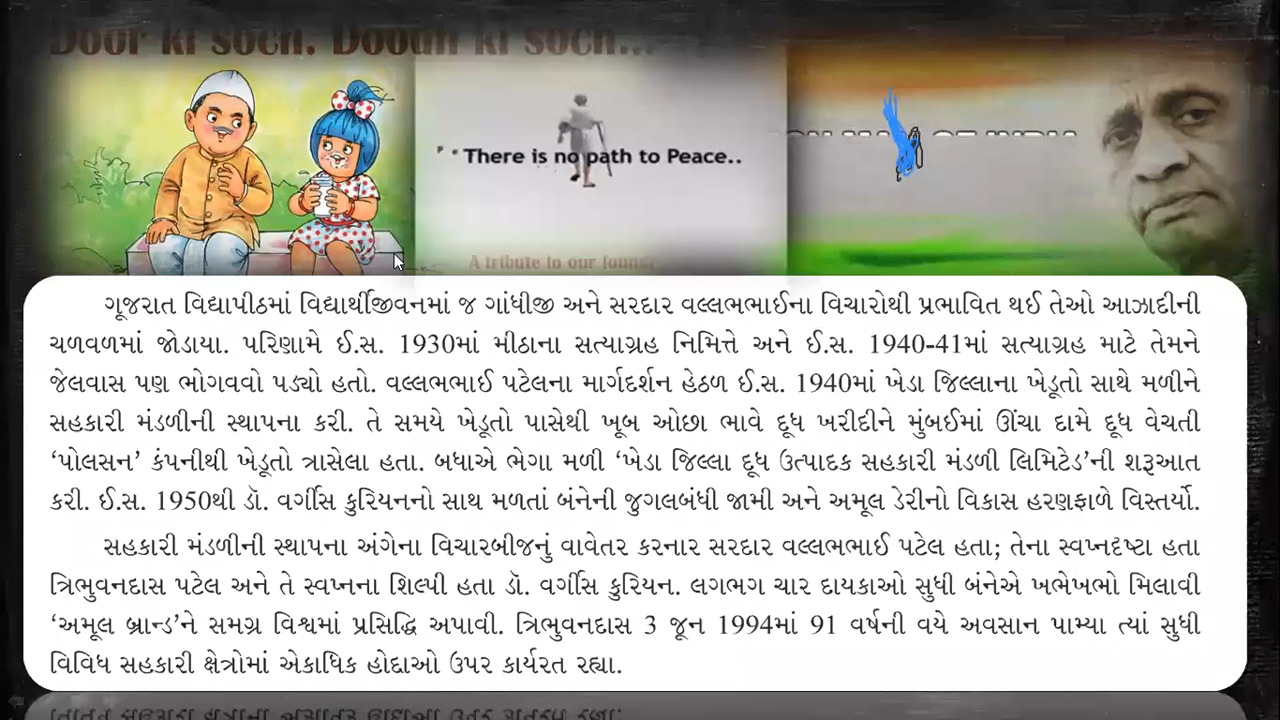 Door ki soch. Doodh ki soch...
There is no path to Peace..
OF INDIA
A tribute to our
ગૂજરાત વિદ્યાપીઠમાં વિદ્યાર્થીજીવનમાં જ ગાંધીજી અને સરદાર વલ્લભભાઈના વિચારોથી પ્રભાવિત થઈ તેઓ આઝાદીની
ચળવળમાં જોડાયા. પરિણામે ઈ.સ. 1930માં મીઠાના સત્યાગ્રહ નિમિત્તે અને ઈ.સ. 1940-41માં સત્યાગ્રહ માટે તેમને
જેલવાસ પણ ભોગવવો પડ્યો હતો. વલ્લભભાઈ પટેલના માર્ગદર્શન હેઠળ ઈ.સ. 1940માં ખેડા જિલ્લાના ખેડૂતો સાથે મળીને
સહકારી મંડળીની સ્થાપના કરી. તે સમયે ખેડૂતો પાસેથી ખૂબ ઓછા ભાવે દૂધ ખરીદીને મુંબઈમાં ઊંચા દામે દૂધ વેચતી
‘પોલસન’ કંપનીથી ખેડૂતો ત્રાસેલા હતા. બધાએ ભેગા મળી ‘ખેડા જિલ્લા દૂધ ઉત્પાદક સહકારી મંડળી લિમિટેડ’ની શરૂઆત
કરી. ઈ.સ. 1950થી ડૉ. વર્ગીસ કુરિયનનો સાથ મળતાં બંનેની જુગલબંધી જામી અને અમૂલ ડેરીનો વિકાસ હરણફાળે વિસ્તર્યો.
સહકારી મંડળીની સ્થાપના અંગેના વિચારબીજનું વાવેતર કરનાર સરદાર વલ્લભભાઈ પટેલ હતા; તેના સ્વપ્નદૃષ્ટા હતા
ત્રિભુવનદાસ પટેલ અને તે સ્વપ્નના શિલ્પી હતા ડૉ. વર્ગીસ કુરિયન. લગભગ ચાર દાયકાઓ સુધી બંનેએ ખભેખભો મિલાવી
‘અમૂલ બ્રાન્ડ’ને સમગ્ર વિશ્વમાં પ્રસિદ્ધિ અપાવી. ત્રિભુવનદાસ 3 જૂન 1994માં 91 વર્ષની વયે અવસાન પામ્યા ત્યાં સુધી
વિવિધ સહકારી ક્ષેત્રોમાં એકાધિક હોદ્દાઓ ઉપર કાર્યરત રહ્યા.